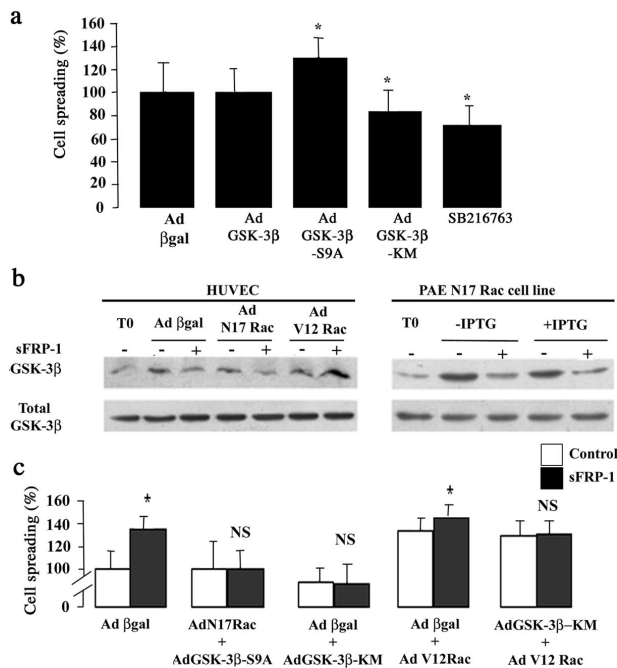 a
Cell spreading (%)
160
140
120
100
80
60
40
20
0
*
*
*
Ad
βgal
Ad
GSK-3β
Ad
GSK-3β
-S9A
Ad
GSK-3β
-KM
SB216763
b
HUVEC
T0
Ad βgal
Ad
N17 Rac
Ad
V12 Rac
sFRP-1
- + - + - +
GSK-3β
Total
GSK-3β
PAE N17 Rac cell line
T0
-IPTG
+IPTG
- + - +
Control
sFRP-1
c
Cell spreading (%)
160
140
120
100
0
*
NS
NS
*
NS
Ad βgal
AdN17Rac
+
AdGSK-3β-S9A
Ad βgal
+
AdGSK-3β-KM
Ad βgal
+
Ad V12Rac
AdGSK-3β-KM
+
Ad V12 Rac